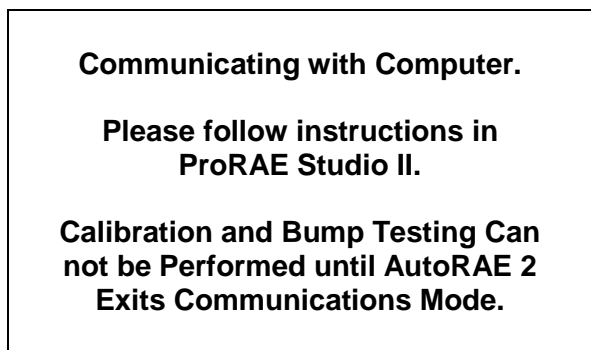 Communicating with Computer.
Please follow instructions in
ProRAE Studio II.
Calibration and Bump Testing Can
not be Performed until AutoRAE 2
Exits Communications Mode.